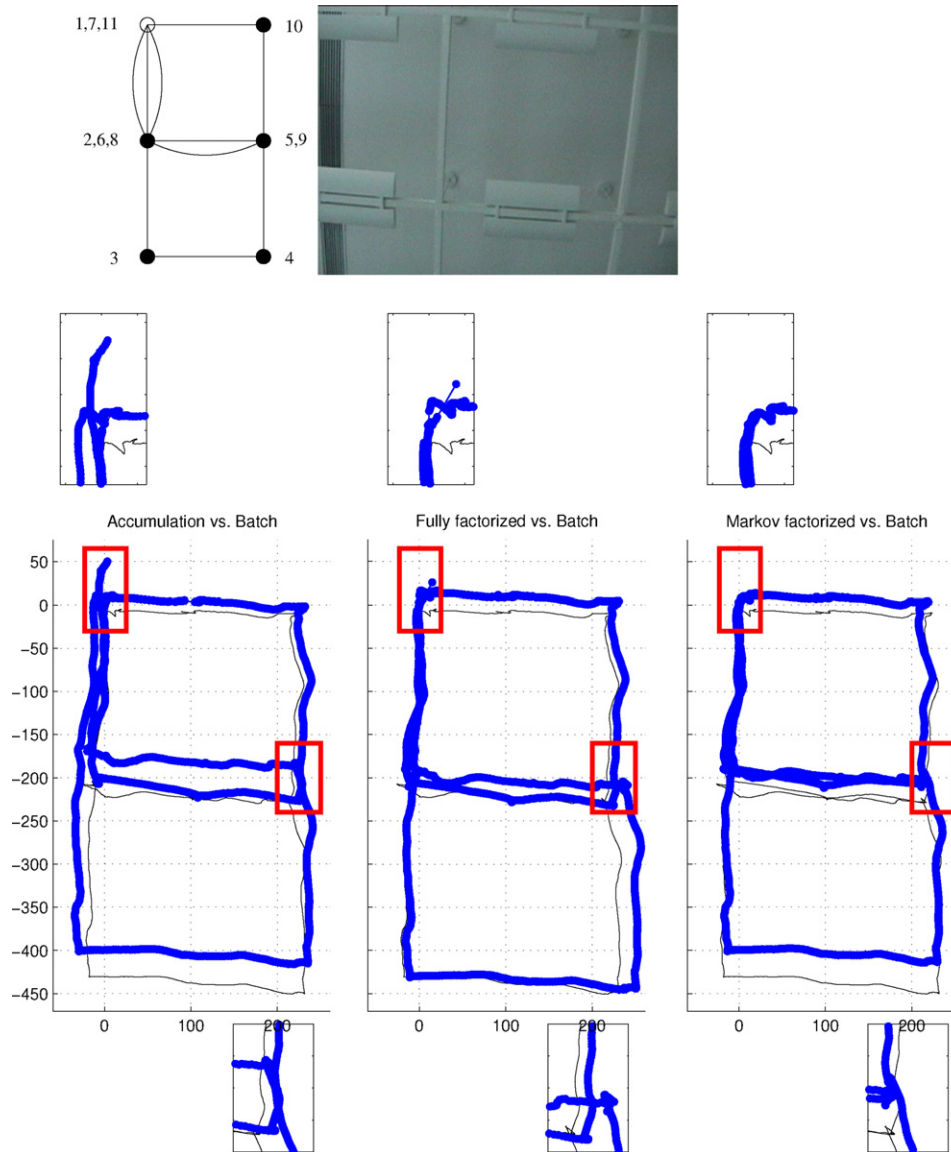 1,7,11
10
2,6,8
5,9
3
4
Accumulation vs. Batch
Fully factorized vs. Batch
Markov factorized vs. Batch
50
0
−50
−100
−150
−200
−250
−300
−350
−400
−450
0 100 200
0 100 200
0 100 200